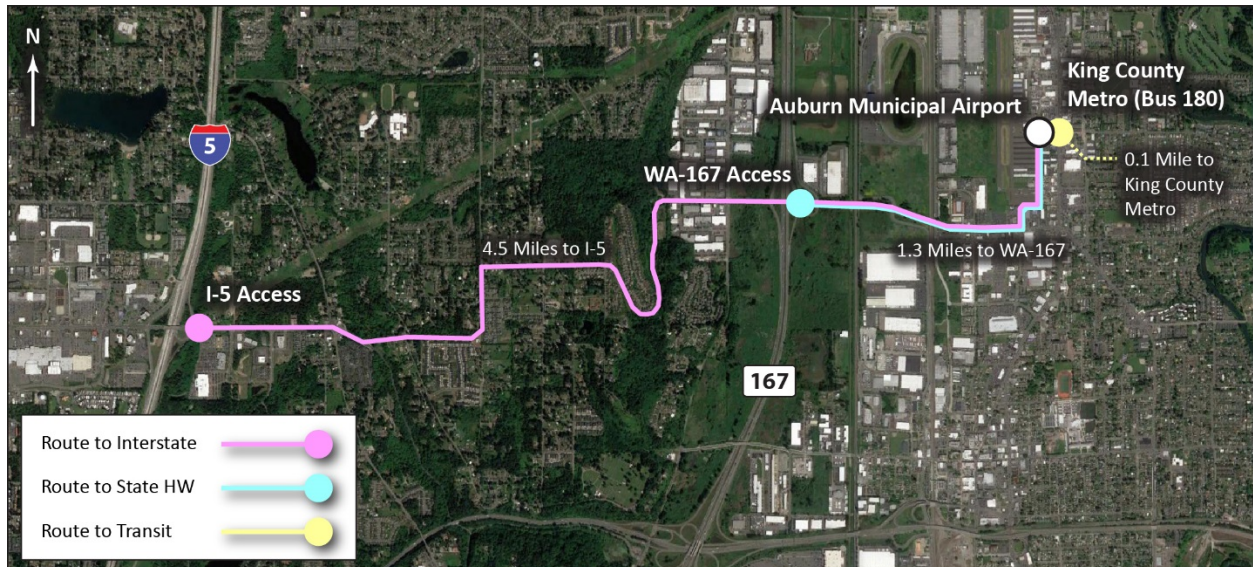 N
5
King County
Metro (Bus 180)
Auburn Municipal Airport
0.1 Mile to
King County
Metro
WA-167 Access
4.5 Miles to I-5
1.3 Miles to WA-167
I-5 Access
167
Route to Interstate
Route to State HW
Route to Transit